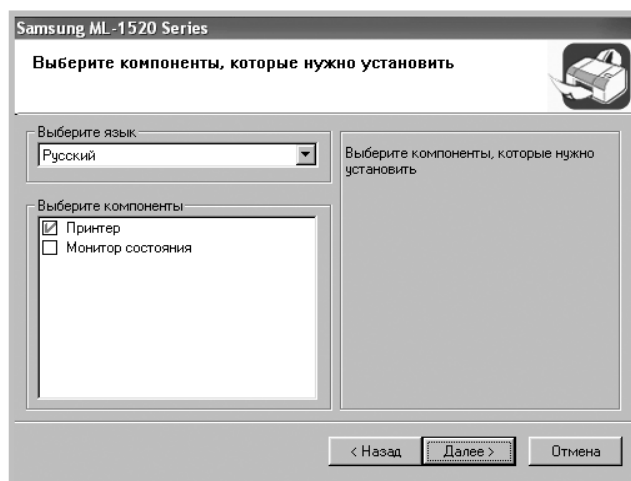 Samsung ML-1520 Series
Выберите компоненты, которые нужно установить
Выберите язык
Русский
Выберите компоненты, которые нужно
установить
Выберите компоненты
Принтер
Монитор состояния
< Назад
Далее >
Отмена